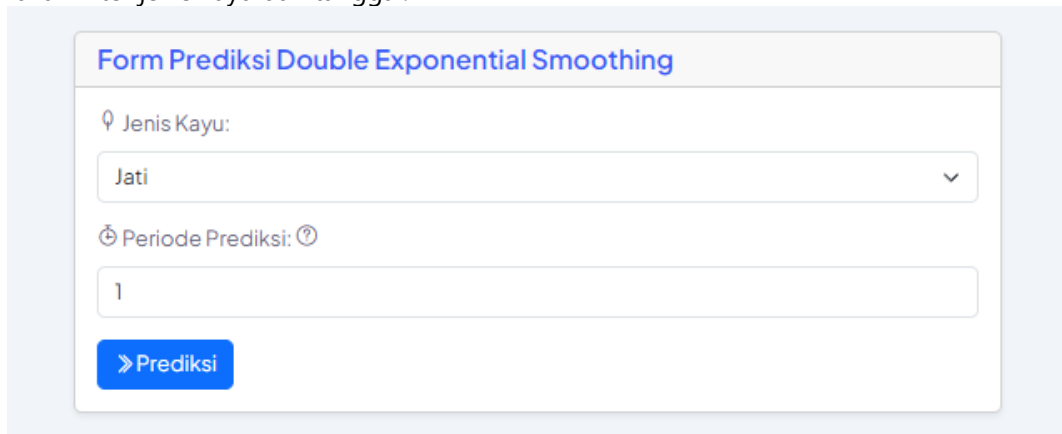 Form Prediksi Double Exponential Smoothing
Jenis Kayu:
Jati
Periode Prediksi:
1
Prediksi